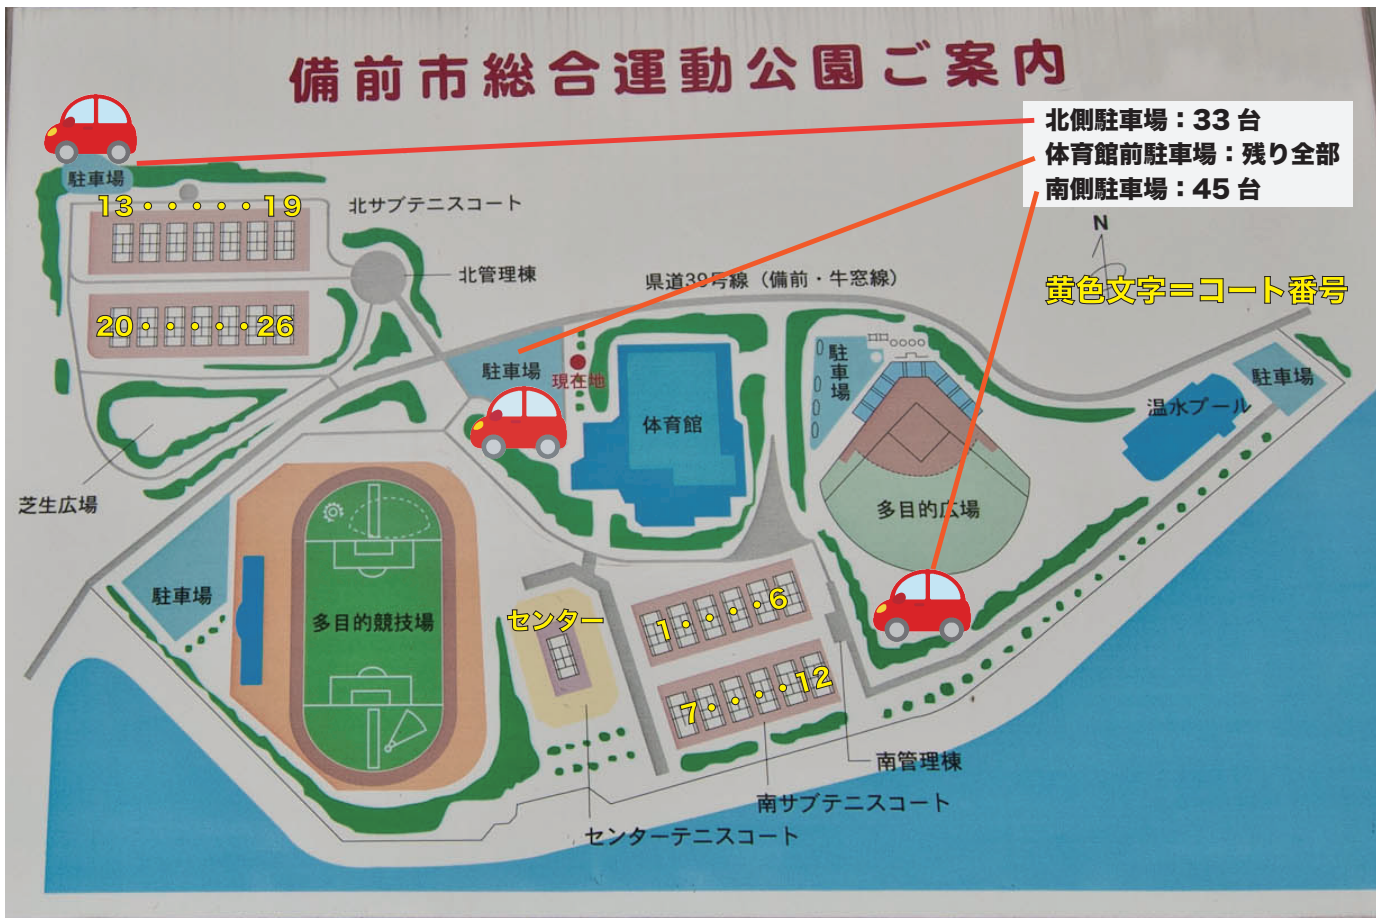 備前市総合運動公園ご案内
北側駐車場：33 台
体育館前駐車場：残り全部
南側駐車場：45 台
駐車場
13・・・・・19
北サブテニスコート
N
北管理棟
県道39号線（備前・牛窓線）
黄色文字＝コート番号
20・・・・・26
駐車場
現在地
駐車場
駐車場
体育館
温水プール
芝生広場
多目的広場
駐車場
多目的競技場
センター
1・・・・6
7・・・・12
南管理棟
南サブテニスコート
センターテニスコート